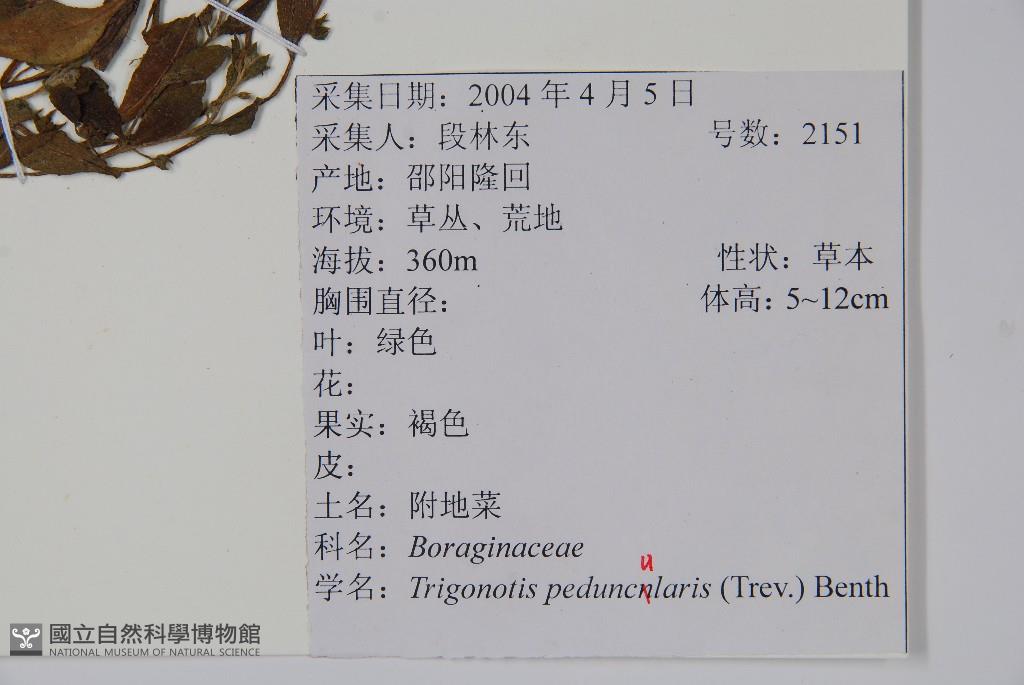 采集日期：2004 年 4 月 5 日
采集人：段林东 号数：2151
产地：邵阳隆回
环境：草丛、荒地
海拔：360m 性状：草本
胸围直径： 体高：5~12cm
叶：绿色
花：
果实：褐色
皮：
土名：附地菜
科名：Boraginaceae
u
学名：Trigonotis peduncnlaris (Trev.) Benth
國立自然科學博物館
NATIONAL MUSEUM OF NATURAL SCIENCE